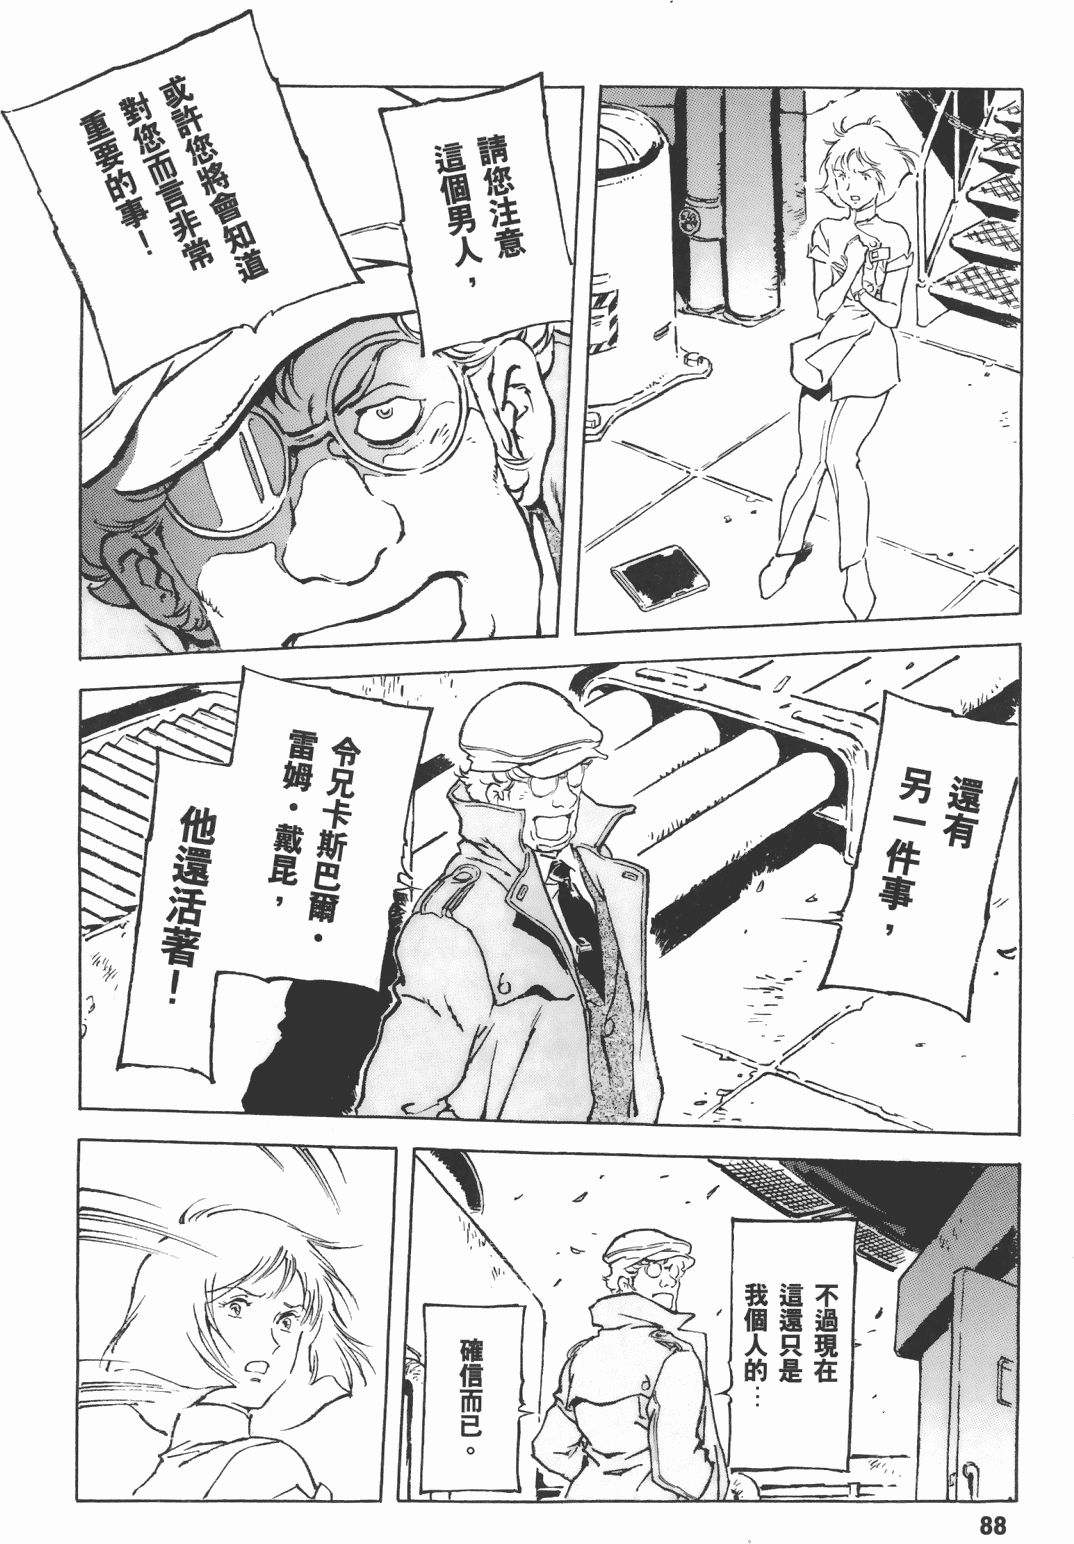 請您注意
這個男人，
或許您將會知道
對您而言非常
重要的事！
還有
另一件事，
令兄卡斯巴爾・
雷姆・戴昆，
他還活著！
不過現在
這還只是
我個人的…
確信而已。
88